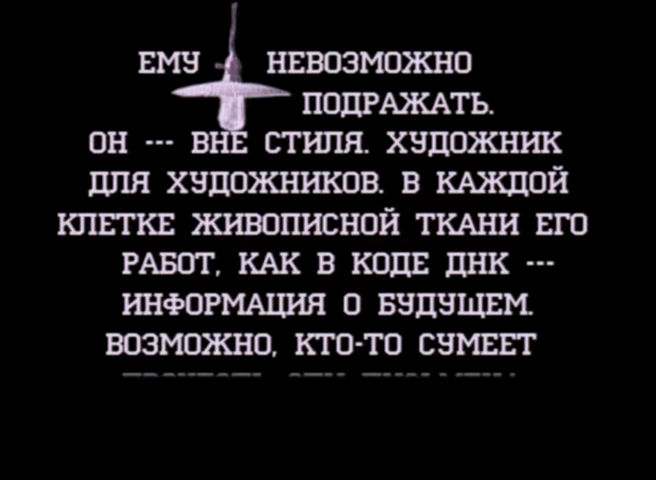 ЕМУ НЕВОЗМОЖНО
ПОДРАЖАТЬ.
ОН --- ВНЕ СТИЛЯ. ХУДОЖНИК
ДЛЯ ХУДОЖНИКОВ. В КАЖДОЙ
КЛЕТКЕ ЖИВОПИСНОЙ ТКАНИ ЕГО
РАБОТ, КАК В КОДЕ ДНК ---
ИНФОРМАЦИЯ О БУДУЩЕМ.
ВОЗМОЖНО, КТО-ТО СУМЕЕТ